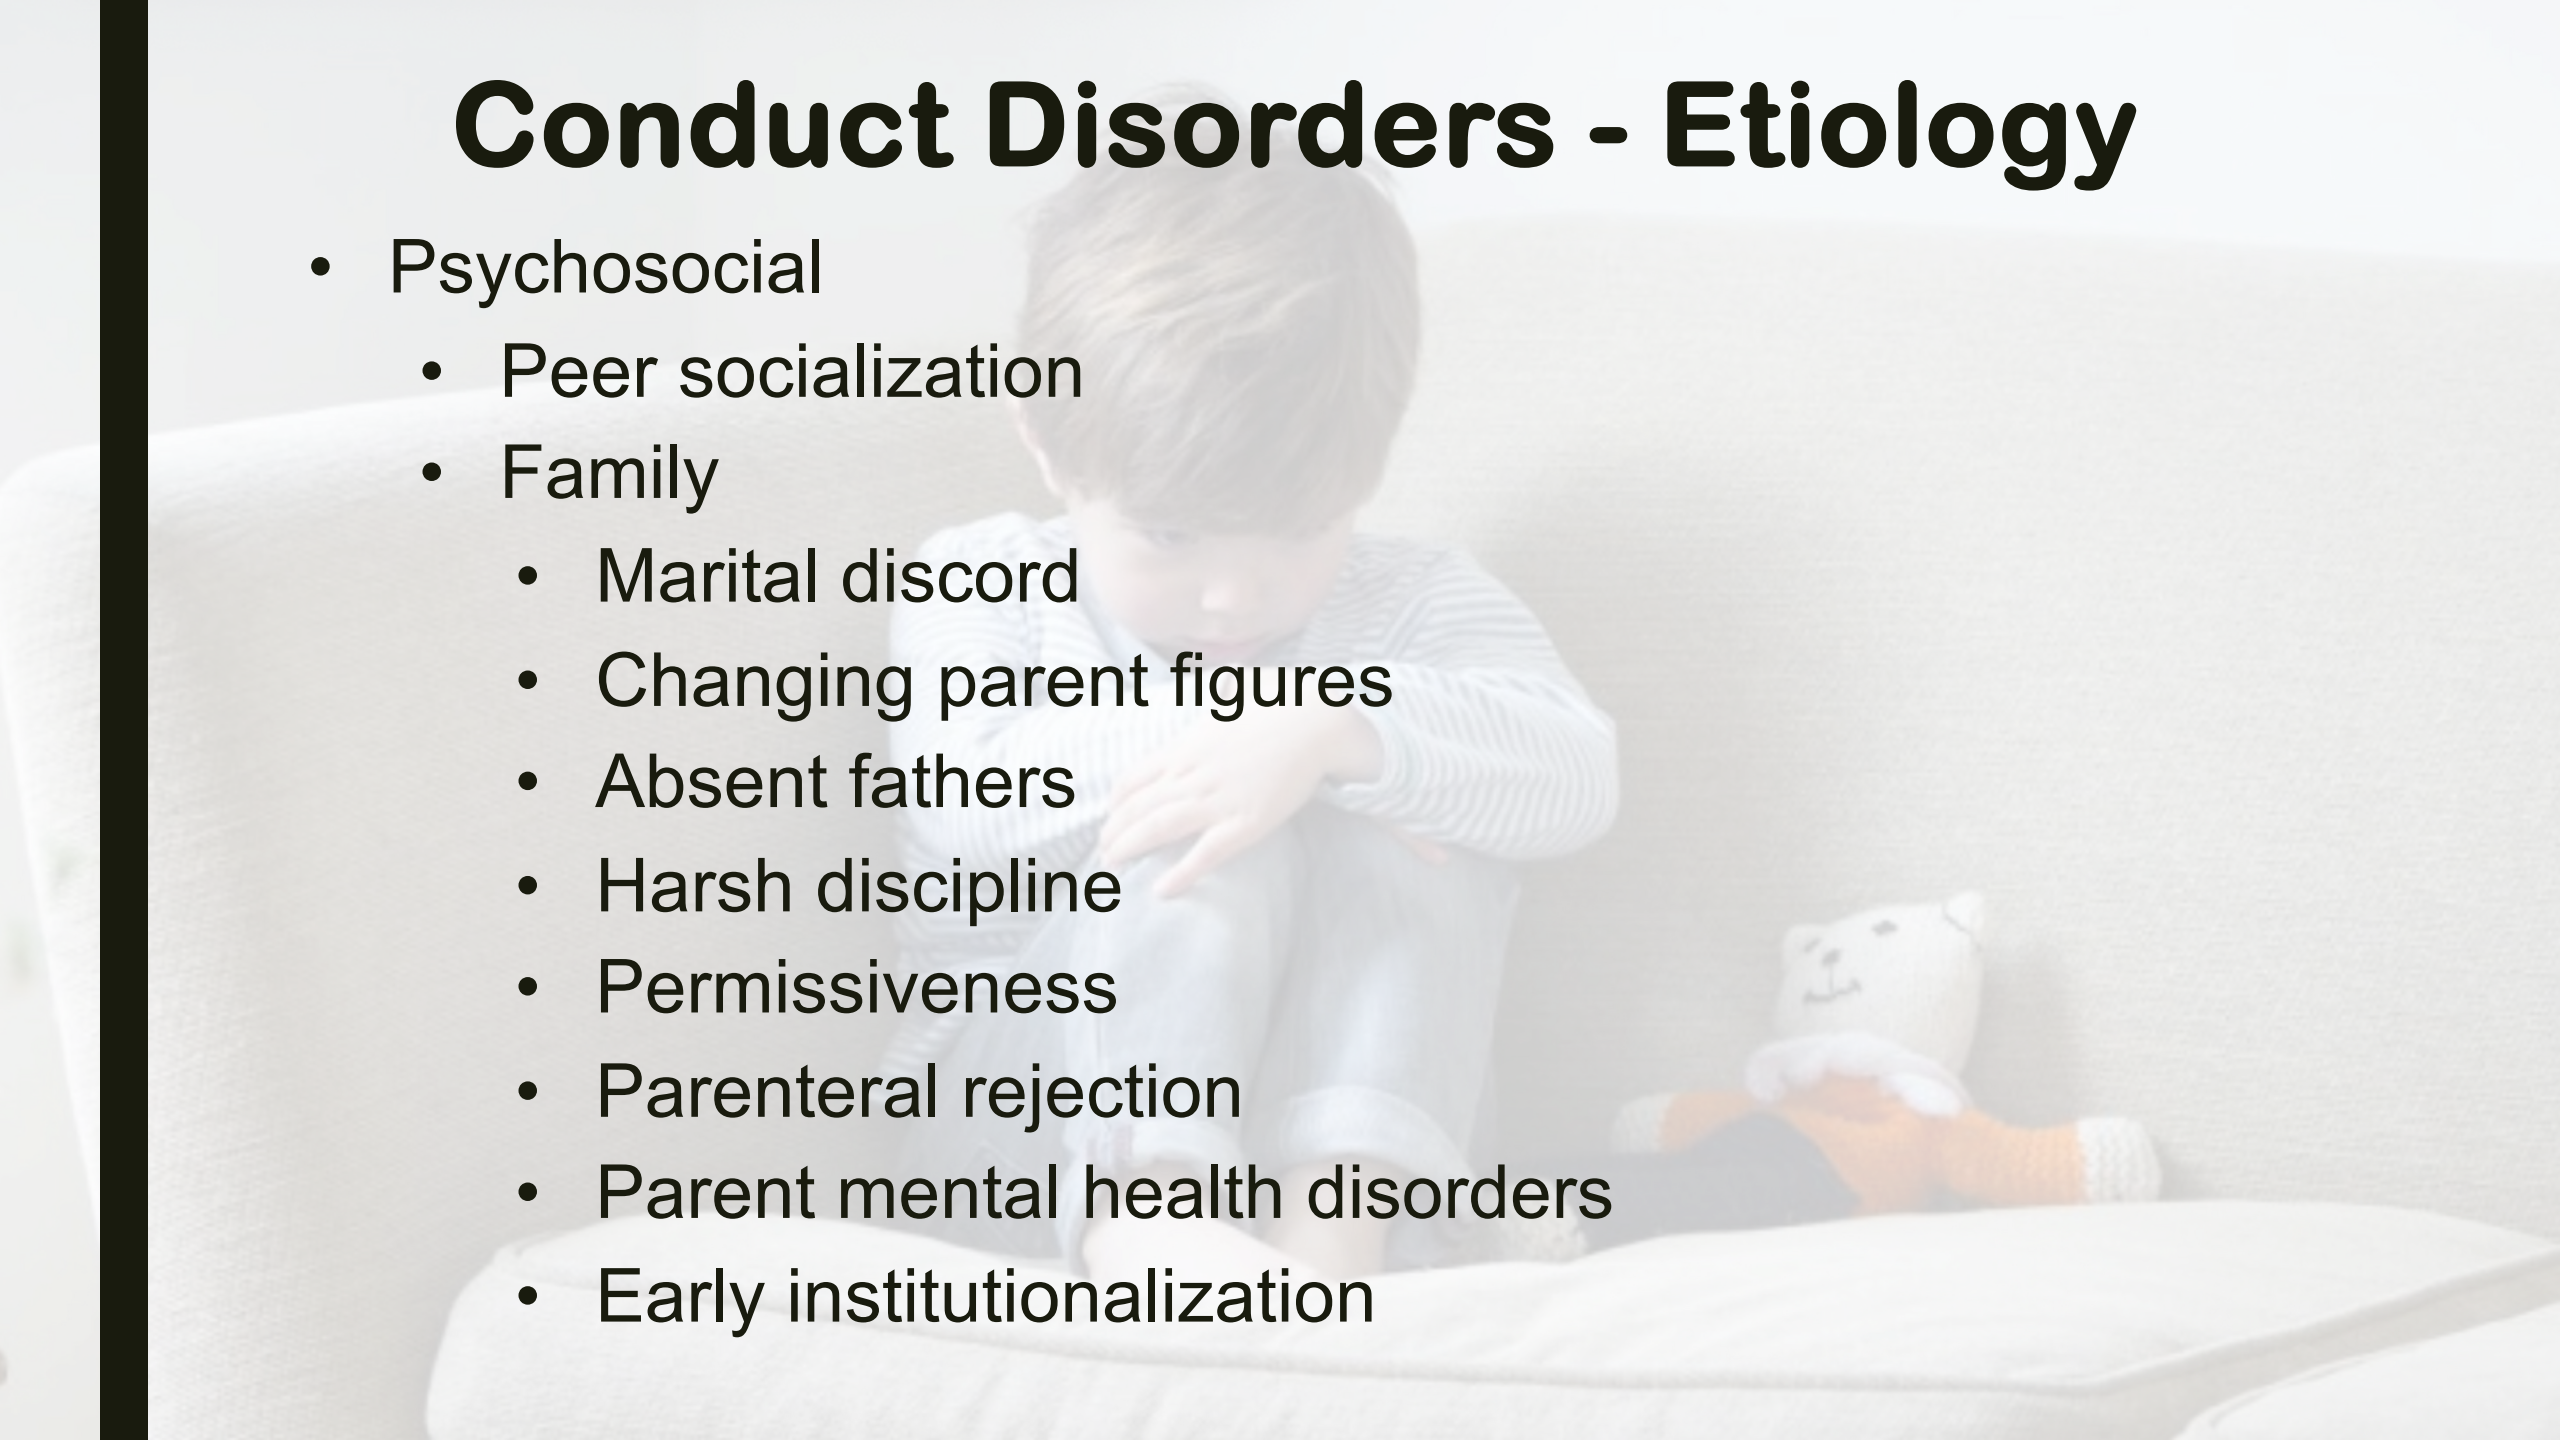 Conduct Disorders - Etiology
• Psychosocial
• Peer socialization
• Family
• Marital discord
• Changing parent figures
• Absent fathers
• Harsh discipline
• Permissiveness
• Parenteral rejection
• Parent mental health disorders
• Early institutionalization